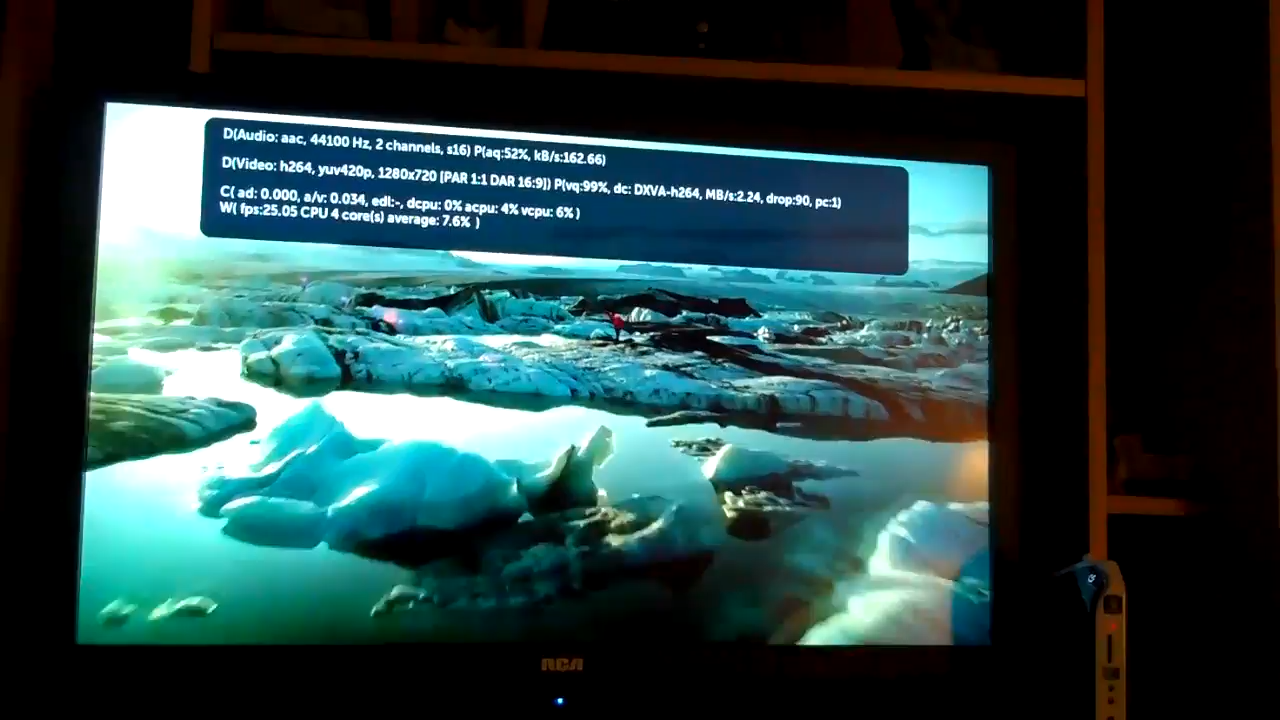 D(Audio: aac, 44100 Hz, 2 channels, s16) P(aq:52%, kB/s:162.66)
D(Video: h264, yuv420p, 1280x720 [PAR 1:1 DAR 16:9]) P(vq:99%, dc: DXVA-h264, MB/s:2.24, drop:90, pc:1)
C( ad: 0.000, a/v: 0.034, edl:-, dcpu: 0% acpu: 4% vcpu: 6% )
W( fps:25.05 CPU 4 core(s) average: 7.6% )
RCA